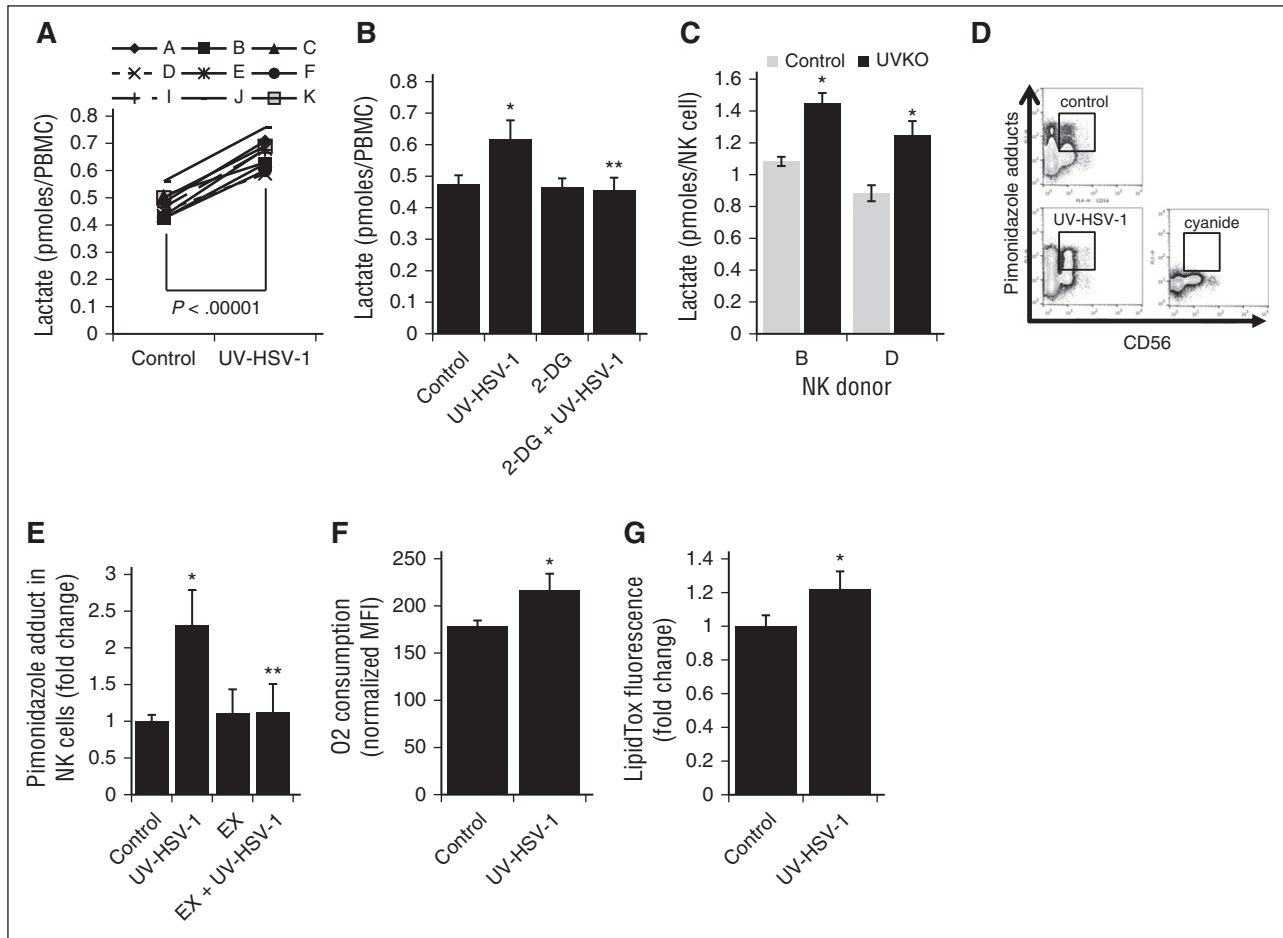 A
A B C
D E F
I J K
Lactate (pmoles/PBMC)
0.8
0.7
0.6
0.5
0.4
0.3
0.2
0.1
0
P < .00001
Control UV-HSV-1
B
Lactate (pmoles/PBMC)
0.8
0.7
0.6
0.5
0.4
0.3
0.2
0.1
0
*
**
Control
UV-HSV-1
2-DG
2-DG + UV-HSV-1
C
Control UVKO
Lactate (pmoles/NK cell)
1.6
1.4
1.2
1
0.8
0.6
0.4
0.2
0
*
*
B D
NK donor
D
Pimonidazole adducts
control
UV-HSV-1
cyanide
CD56
E
Pimonidazole adduct in
NK cells (fold change)
3
2.5
2
1.5
1
0.5
0
*
**
Control
UV-HSV-1
EX
EX + UV-HSV-1
F
O2 consumption
(normalized MFI)
250
200
150
100
50
0
*
Control
UV-HSV-1
G
LipidTox fluorescence
(fold change)
1.4
1.2
1
0.8
0.6
0.4
0.2
0
*
Control
UV-HSV-1